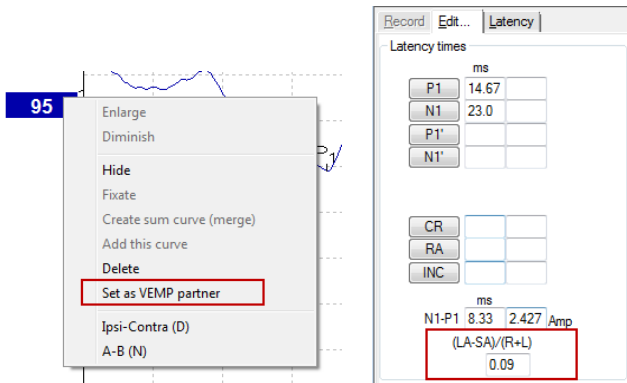 95
Enlarge
Diminish
Hide
Fixate
Create sum curve (merge)
Add this curve
Delete
Set as VEMP partner
Ipsi-Contra (D)
A-B (N)
P1
Record Edit... Latency
Latency times
ms
P1 14.67
N1 23.0
P1'
N1'
CR
RA
INC
ms
N1-P1 8.33 2.427 Amp
(LA-SA)/(R+L)
0.09